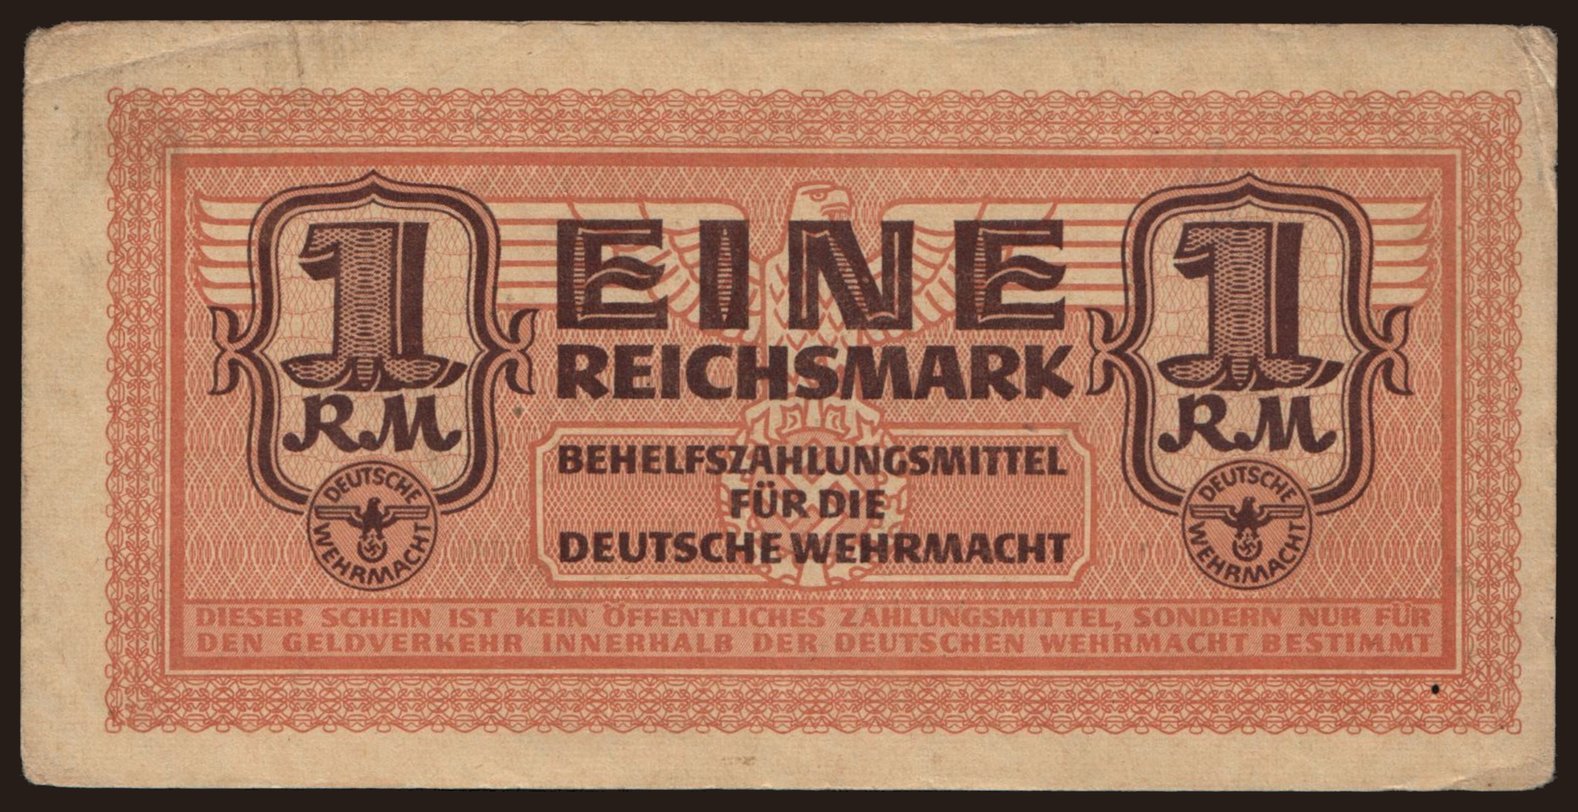 1
RM
DEUTSCHE
WEHRMACHT
EINE
REICHSMARK
BEHELFSZAHLUNGSMITTEL
FÜR DIE
DEUTSCHE WEHRMACHT
1
RM
DEUTSCHE
WEHRMACHT
DIESER SCHEIN IST KEIN ÖFFENTLICHES ZAHLUNGSMITTEL, SONDERN NUR FÜR
DEN GELDVERKEHR INNERHALB DER DEUTSCHEN WEHRMACHT BESTIMMT